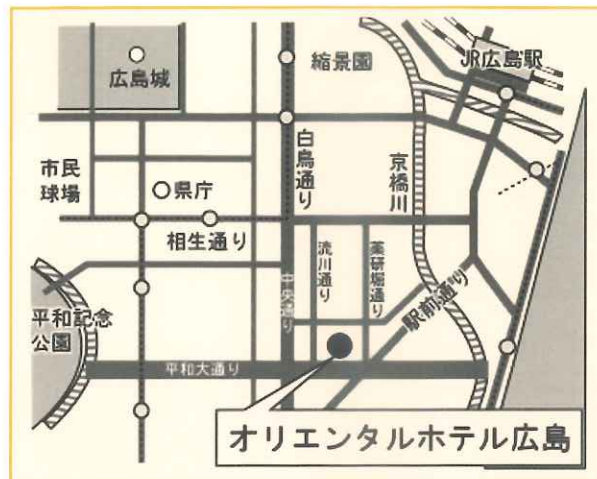 JR広島駅
縮景園
広島城
白鳥通り
京橋川
市民
球場
県庁
相生通り
流川通り
薬研堀通り
中央通り
駅前通り
平和記念
公園
平和大通り
オリエンタルホテル広島